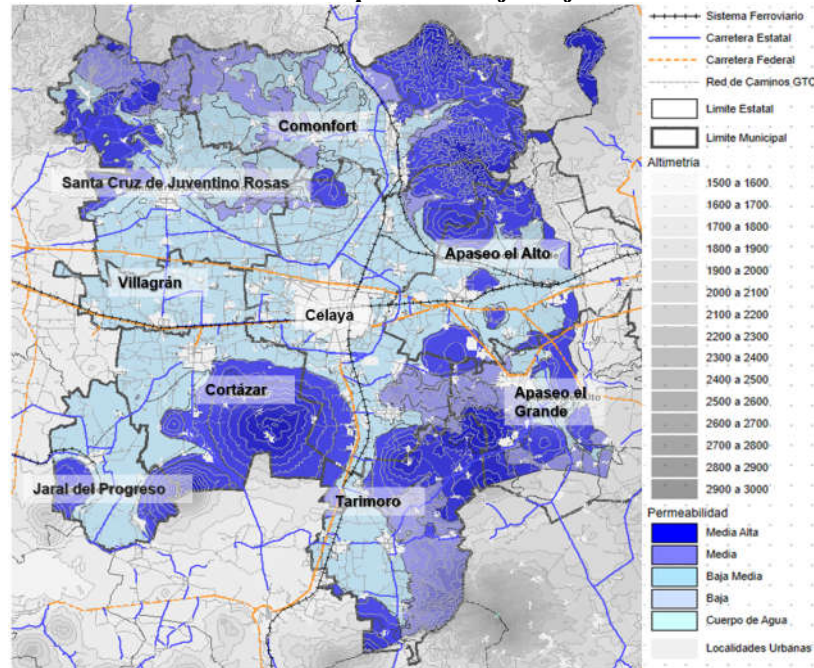 Sistema Ferroviario
Carretera Estatal
Carretera Federal
Red de Caminos GTO
Limite Estatal
Limite Municipal
Altimetria
1500 a 1600
1600 a 1700
1700 a 1800
1800 a 1900
1900 a 2000
2000 a 2100
2100 a 2200
2200 a 2300
2300 a 2400
2400 a 2500
2500 a 2600
2600 a 2700
2700 a 2800
2800 a 2900
2900 a 3000
Permeabilidad
Media Alta
Media
Baja Media
Baja
Cuerpo de Agua
Localidades Urbanas
Comonfort
Santa Cruz de Juventino Rosas
Apaseo el Alto
Villagrán
Celaya
Cortázar
Apaseo el
Grande
Jaral del Progreso
Tarimoro